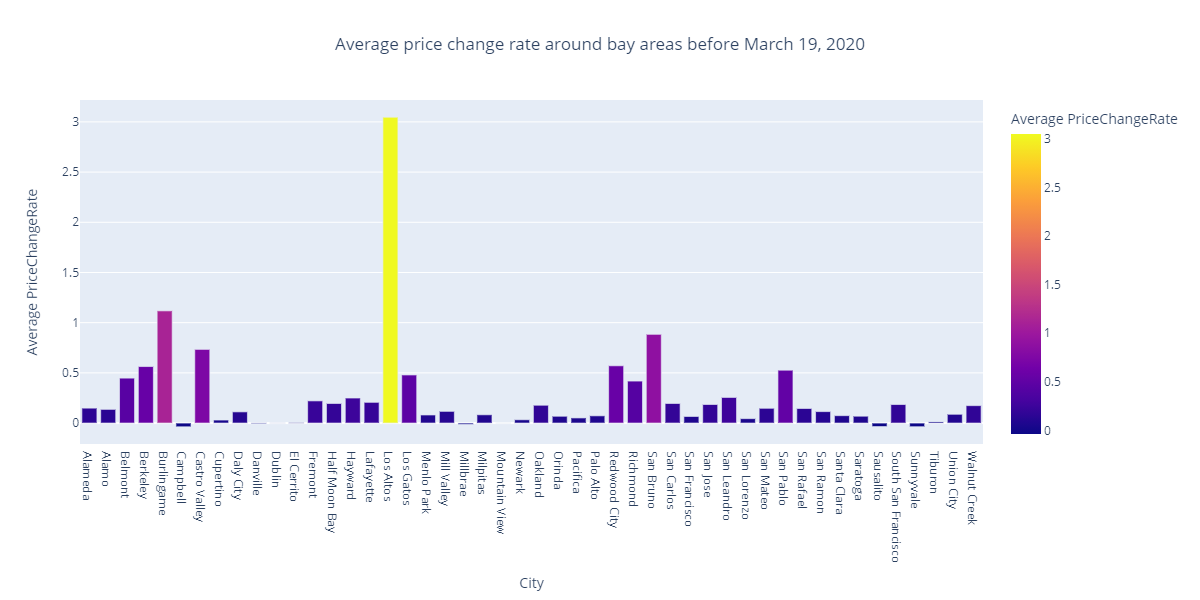 Average price change rate around bay areas before March 19, 2020
Average PriceChangeRate
3
2.5
2
1.5
1
0.5
0
Average PriceChangeRate
3
2.5
2
1.5
1
0.5
0
Alameda
Alamo
Belmont
Berkeley
Burlingame
Campbell
Castro Valley
Cupertino
Daly City
Danville
Dublin
El Cerrito
Fremont
Half Moon Bay
Hayward
Lafayette
Los Altos
Los Gatos
Menlo Park
Mill Valley
Millbrae
Milpitas
Mountain View
Newark
Oakland
Orinda
Pacifica
Palo Alto
Redwood City
Richmond
San Bruno
San Carlos
San Francisco
San Jose
San Leandro
San Lorenzo
San Mateo
San Pablo
San Rafael
San Ramon
Santa Clara
Saratoga
Sausalito
South San Francisco
Sunnyvale
Tiburon
Union City
Walnut Creek
City